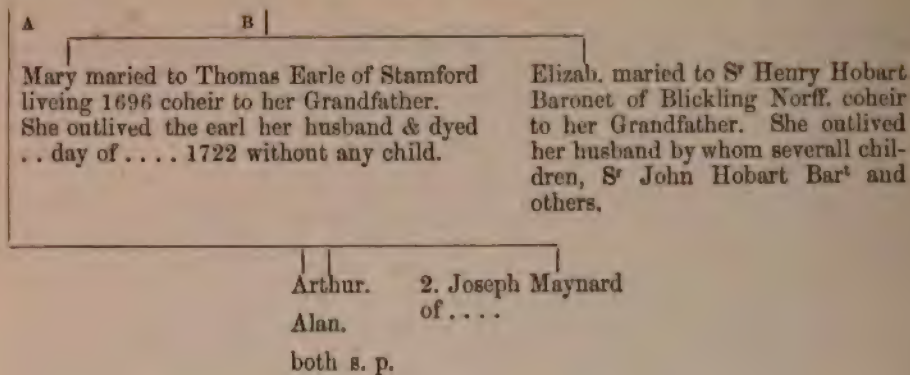 A
B
Mary maried to Thomas Earle of Stamford
liveing 1696 coheir to her Grandfather.
She outlived the earl her husband & dyed
. . day of . . . . 1722 without any child.
Elizab. maried to Sʳ Henry Hobart
Baronet of Blickling Norff. coheir
to her Grandfather. She outlived
her husband by whom severall chil-
dren, Sʳ John Hobart Barᵗ and
others.
Arthur.
Alan.
both s. p.
2. Joseph Maynard
of . . . .